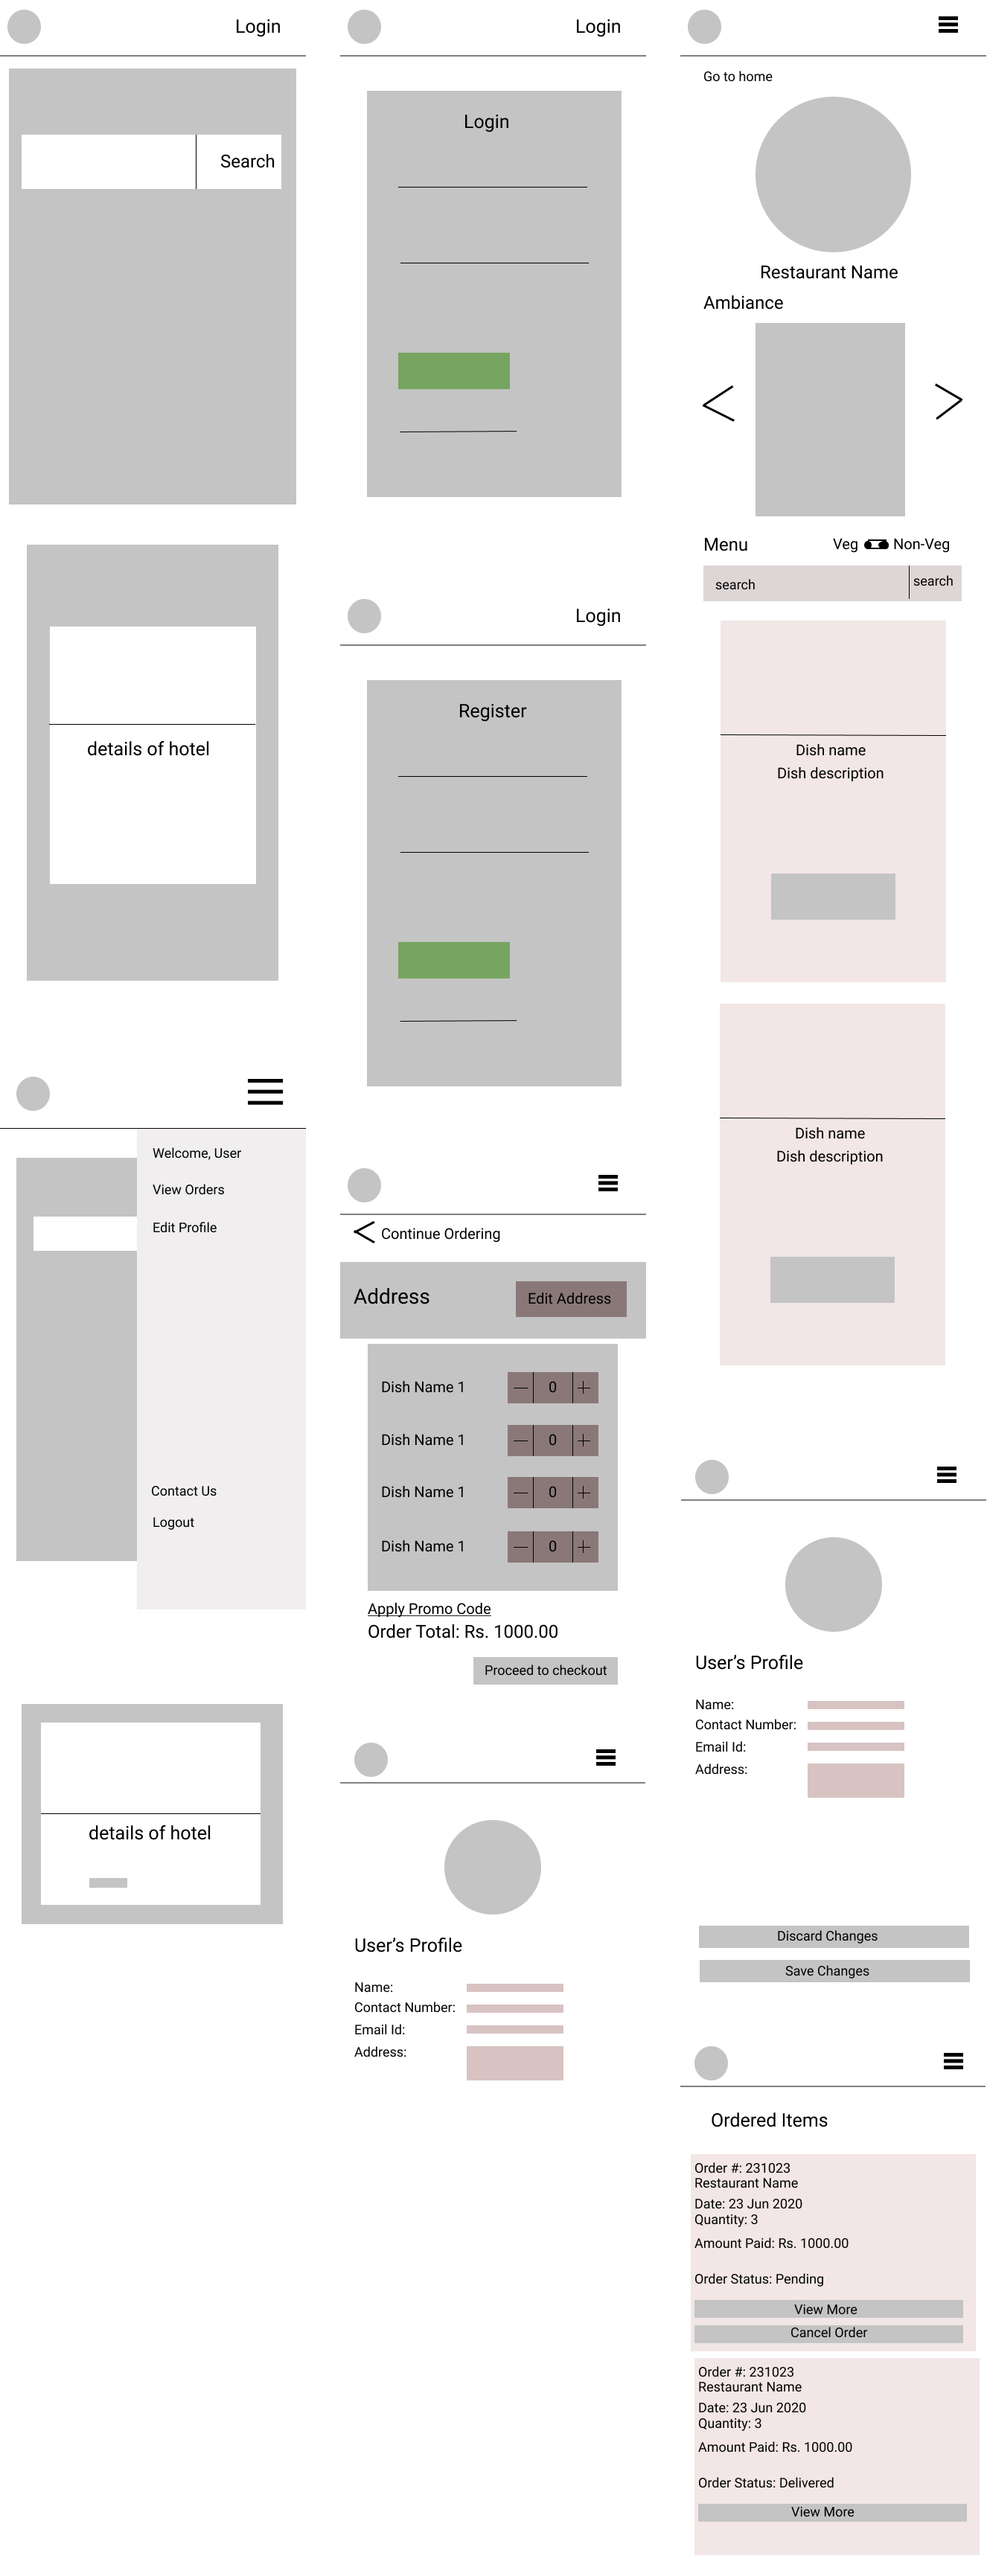 Login
Search
details of hotel
Welcome, User
View Orders
Edit Profile
Contact Us
Logout
details of hotel
Login
Login
Login
Register
Continue Ordering
Address
Edit Address
Dish Name 1
0
Dish Name 1
0
Dish Name 1
0
Dish Name 1
0
Apply Promo Code
Order Total: Rs. 1000.00
Proceed to checkout
User’s Profile
Name:
Contact Number:
Email Id:
Address:
Go to home
Restaurant Name
Ambiance
Menu
Veg
Non-Veg
search
search
Dish name
Dish description
Dish name
Dish description
User’s Profile
Name:
Contact Number:
Email Id:
Address:
Discard Changes
Save Changes
Ordered Items
Order #: 231023
Restaurant Name
Date: 23 Jun 2020
Quantity: 3
Amount Paid: Rs. 1000.00
Order Status: Pending
View More
Cancel Order
Order #: 231023
Restaurant Name
Date: 23 Jun 2020
Quantity: 3
Amount Paid: Rs. 1000.00
Order Status: Delivered
View More